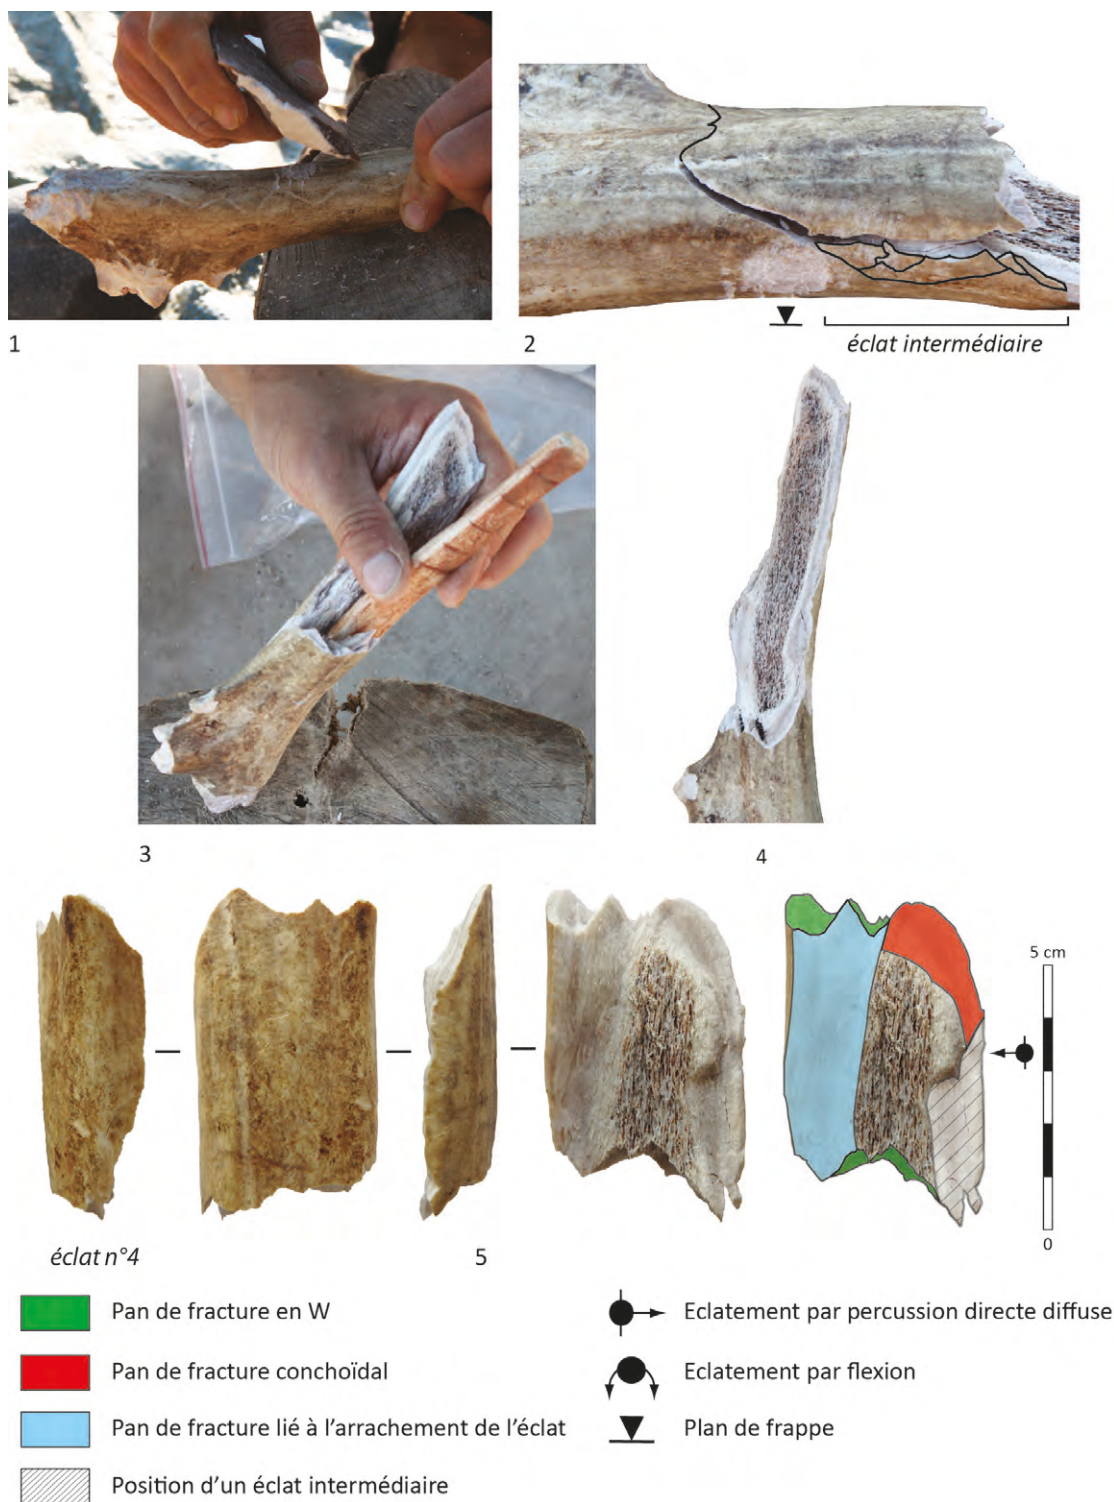 1
2
éclat intermédiaire
3
4
5 cm
0
éclat n°4
5
Pan de fracture en W
Pan de fracture conchoïdal
Pan de fracture lié à l'arrachement de l'éclat
Position d'un éclat intermédiaire
Eclatement par percussion directe diffuse
Eclatement par flexion
Plan de frappe